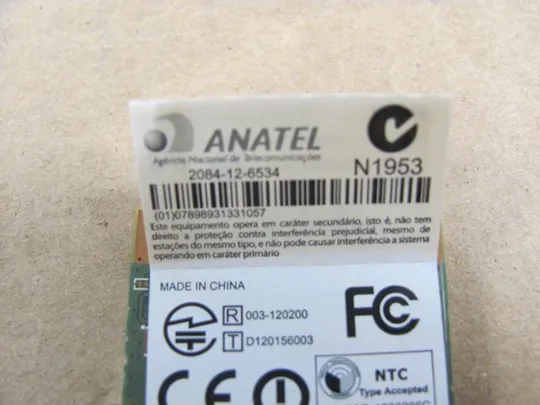 ANATEL
Agência Nacional de Telecomunicações
2084-12-6534
N1953
(01)07898931331057
Este equipamento opera em caráter secundário, isto é, não tem
direito a proteção contra interferência prejudicial, mesmo de
estações do mesmo tipo, e não pode causar interferência a sistema
operando em caráter primário
MADE IN CHINA
R 003-120200
T D120156003
FCC
CE
NTC
Type Accepted